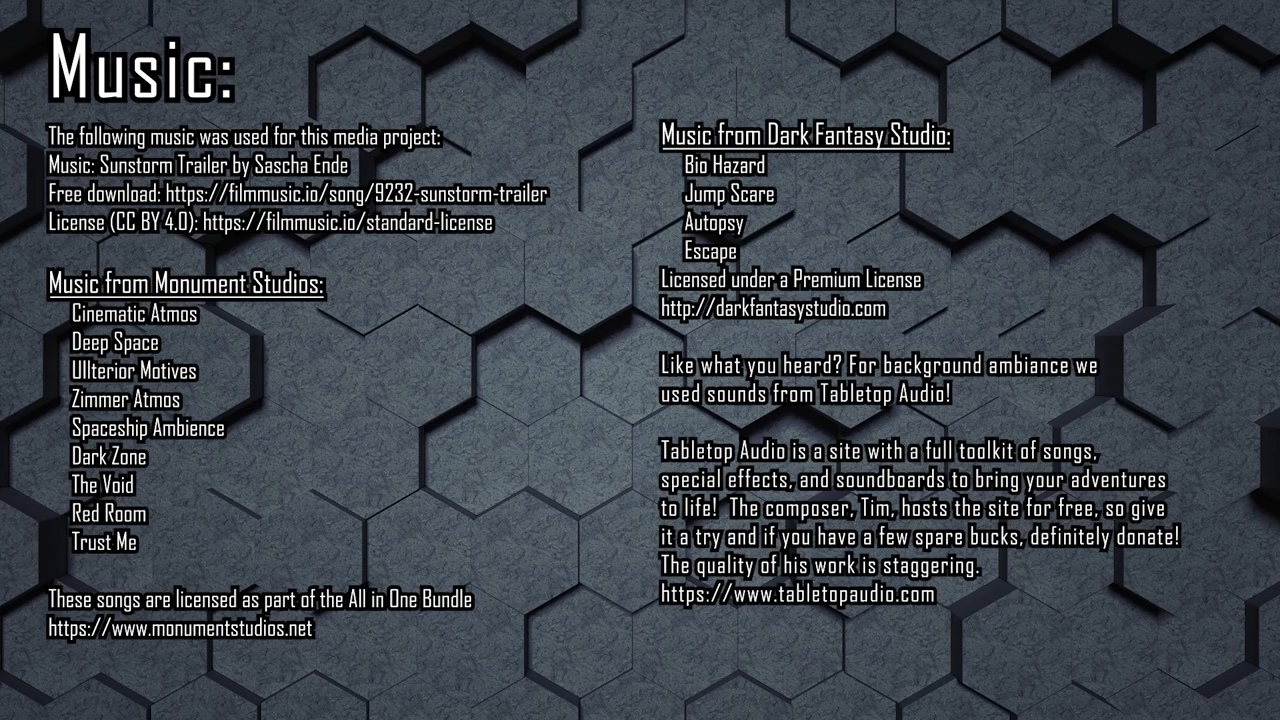 Music:
The following music was used for this media project:
Music: Sunstorm Trailer by Sascha Ende
Free download: https://filmmusic.io/song/9232-sunstorm-trailer
License (CC BY 4.0): https://filmmusic.io/standard-license
Music from Monument Studios:
Cinematic Atmos
Deep Space
Ullterior Motives
Zimmer Atmos
Spaceship Ambience
Dark Zone
The Void
Red Room
Trust Me
These songs are licensed as part of the All in One Bundle
https://www.monumentstudios.net
Music from Dark Fantasy Studio:
Bio Hazard
Jump Scare
Autopsy
Escape
Licensed under a Premium License
http://darkfantasystudio.com
Like what you heard? For background ambiance we
used sounds from Tabletop Audio!
Tabletop Audio is a site with a full toolkit of songs,
special effects, and soundboards to bring your adventures
to life!  The composer, Tim, hosts the site for free, so give
it a try and if you have a few spare bucks, definitely donate!
The quality of his work is staggering.
https://www.tabletopaudio.com